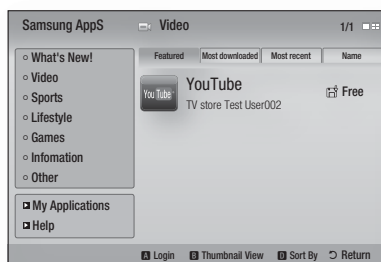 Samsung AppS
Video
1/1
What's New!
Video
Sports
Lifestyle
Games
Infomation
Other
My Applications
Help
Featured Most downloaded Most recent Name
You Tube
YouTube
TV store Test User002
Free
A Login B Thumbnail View D Sort By Return